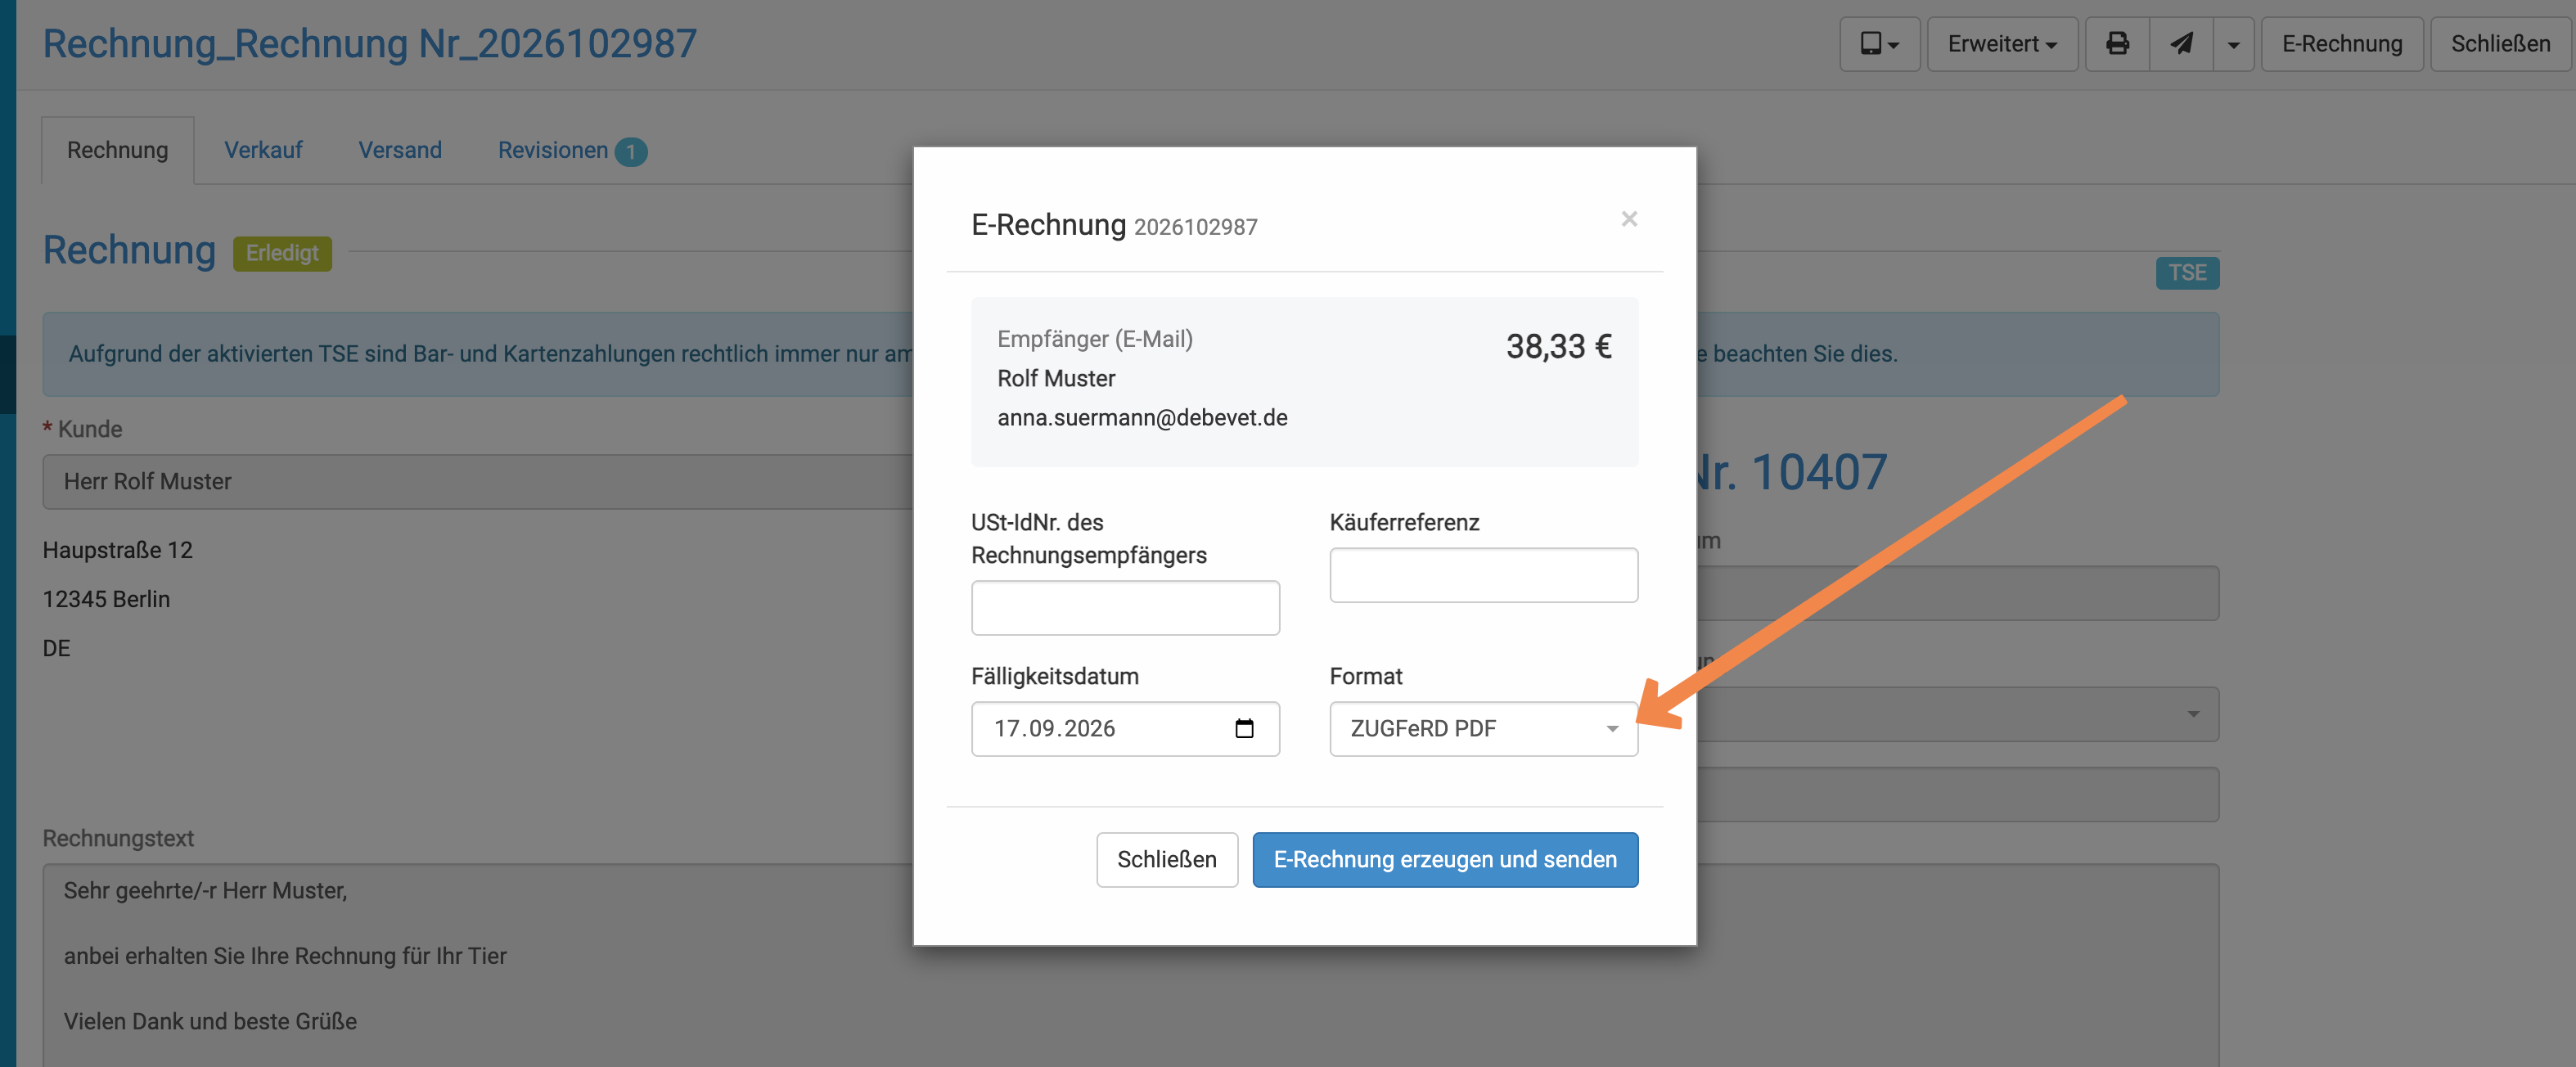 Rechnung_Rechnung Nr_2026102987
Erweitert
E-Rechnung
Schließen
Rechnung
Verkauf
Versand
Revisionen 1
Rechnung Erledigt
TSE
Aufgrund der aktivierten TSE sind Bar- und Kartenzahlungen rechtlich immer nur am
beachten Sie dies.
* Kunde
Herr Rolf Muster
Haupstraße 12
12345 Berlin
DE
Nr. 10407
Rechnungstext
Sehr geehrte/-r Herr Muster,
anbei erhalten Sie Ihre Rechnung für Ihr Tier
Vielen Dank und beste Grüße
E-Rechnung 2026102987
×
Empfänger (E-Mail)
38,33 €
Rolf Muster
anna.suermann@debevet.de
USt-IdNr. des
Rechnungsempfängers
Käuferreferenz
Fälligkeitsdatum
17.09.2026
Format
ZUGFeRD PDF
Schließen
E-Rechnung erzeugen und senden